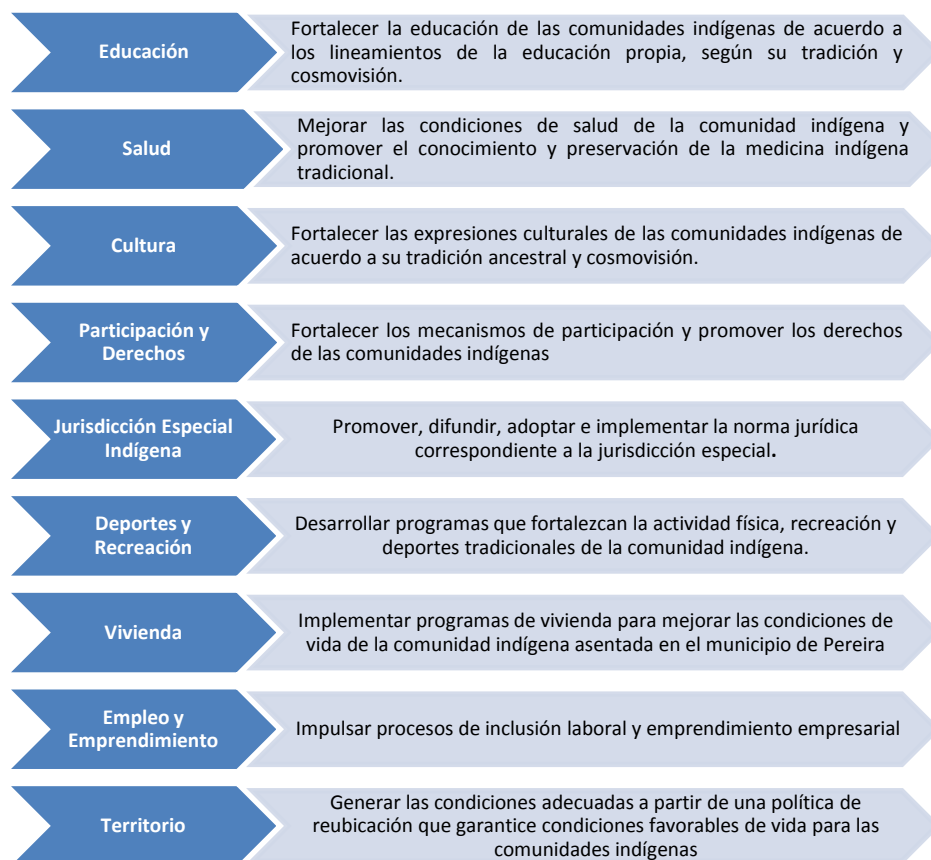 Educación
Fortalecer la educación de las comunidades indígenas de acuerdo a
los lineamientos de la educación propia, según su tradición y
cosmovisión.
Salud
Mejorar las condiciones de salud de la comunidad indígena y
promover el conocimiento y preservación de la medicina indígena
tradicional.
Cultura
Fortalecer las expresiones culturales de las comunidades indígenas de
acuerdo a su tradición ancestral y cosmovisión.
Participación y
Derechos
Fortalecer los mecanismos de participación y promover los derechos
de las comunidades indígenas
Jurisdicción Especial
Indígena
Promover, difundir, adoptar e implementar la norma jurídica
correspondiente a la jurisdicción especial.
Deportes y
Recreación
Desarrollar programas que fortalezcan la actividad física, recreación y
deportes tradicionales de la comunidad indígena.
Vivienda
Implementar programas de vivienda para mejorar las condiciones de
vida de la comunidad indígena asentada en el municipio de Pereira
Empleo y
Emprendimiento
Impulsar procesos de inclusión laboral y emprendimiento empresarial
Territorio
Generar las condiciones adecuadas a partir de una política de
reubicación que garantice condiciones favorables de vida para las
comunidades indígenas